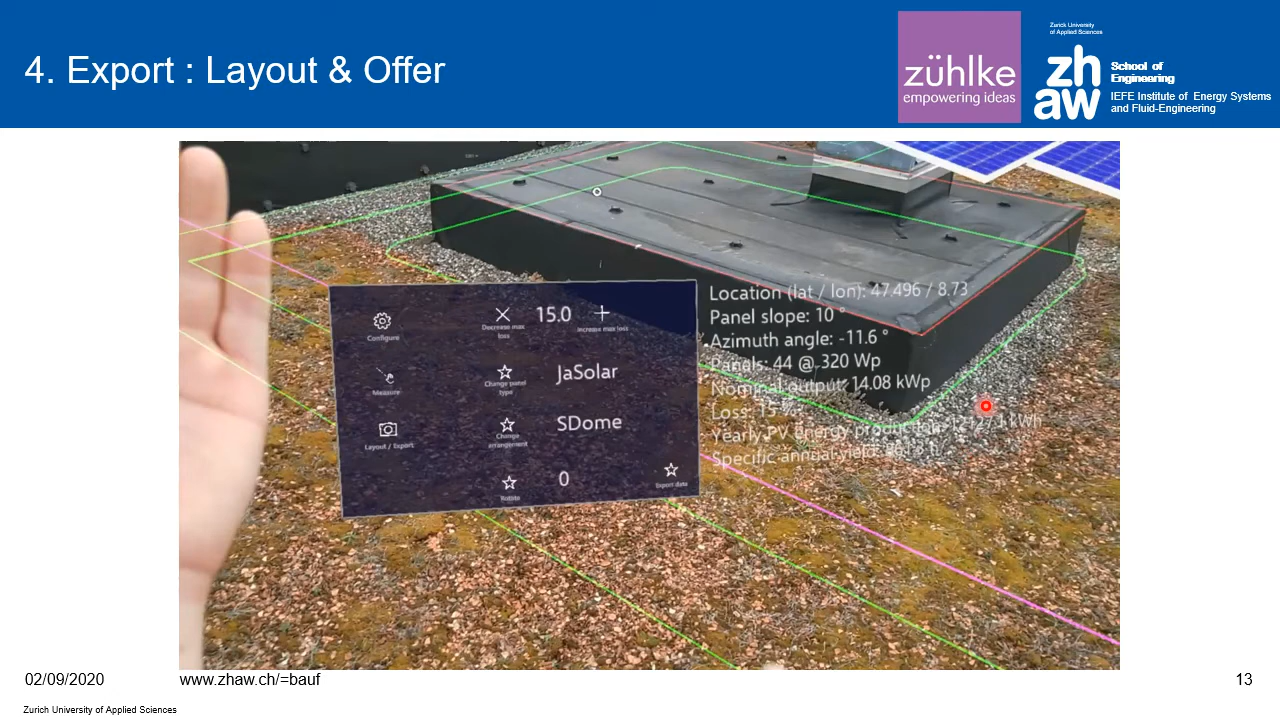 4. Export : Layout & Offer
zühlke
empowering ideas
Zurich University
of Applied Sciences
zh
aw
School of
Engineering
IEFE Institute of Energy Systems
and Fluid-Engineering
Configure
Measure
Layout / Export
Decrease max
loss
15.0
Increase max loss
Change panel
type
JaSolar
Change
arrangement
SDome
Rotate
0
Export data
Location (lat / lon): 47.496 / 8.73
Panel slope: 10 °
Azimuth angle: -11.6 °
Panels: 44 @ 320 Wp
Nominal output: 14.08 kWp
Loss: 15 %
Yearly PV energy production: kWh
Specific annual yield:
02/09/2020
www.zhaw.ch/=bauf
13
Zurich University of Applied Sciences